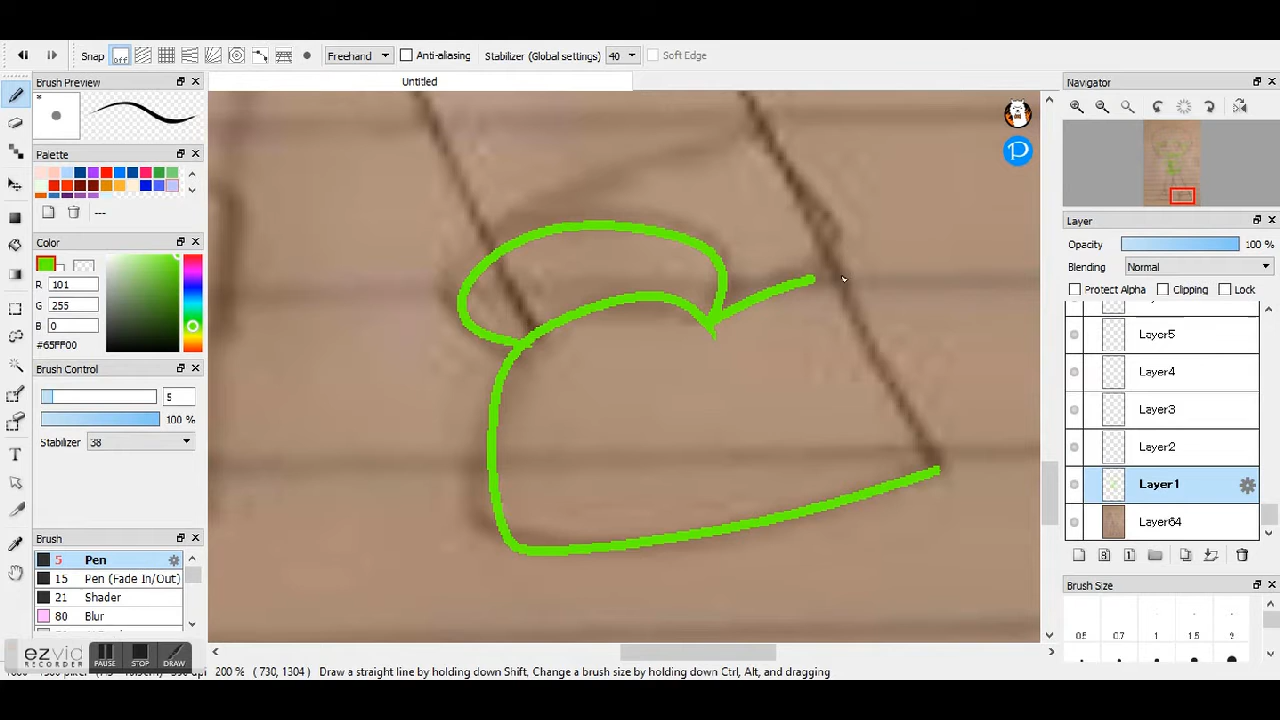 Snap
off
Freehand
Anti-aliasing
Stabilizer (Global settings)
40
Soft Edge
Brush Preview
*
Untitled
Navigator
Palette
---
Color
R 101
G 255
B 0
#65FF00
Brush Control
5
100 %
Stabilizer 38
Brush
5 Pen
15 Pen (Fade In/Out)
21 Shader
80 Blur
ezvid
RECORDER
PAUSE
STOP
DRAW
200 % ( 730, 1304) Draw a straight line by holding down Shift, Change a brush size by holding down Ctrl, Alt, and dragging
Layer
Opacity 100 %
Blending Normal
Protect Alpha Clipping Lock
Layer5
Layer4
Layer3
Layer2
Layer1
Layer64
Brush Size
0.5 0.7 1 1.5 2